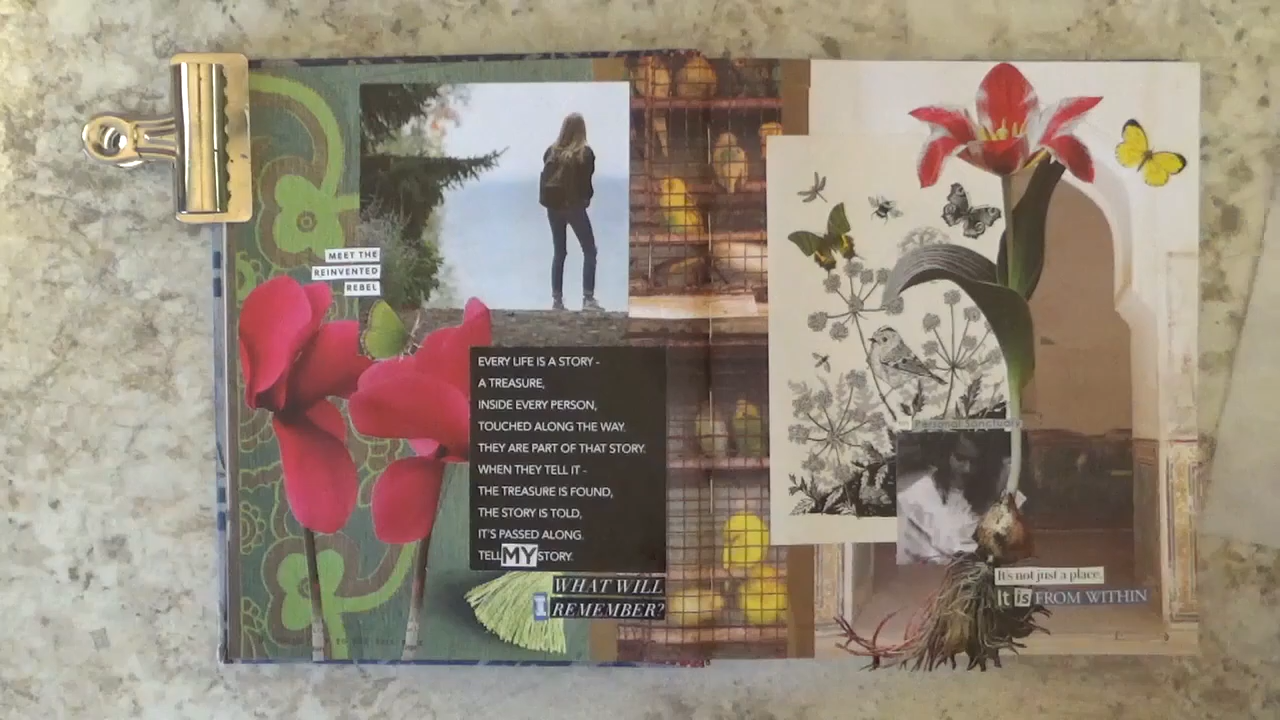 MEET THE
REINVENTED
REBEL
EVERY LIFE IS A STORY -
A TREASURE,
INSIDE EVERY PERSON,
TOUCHED ALONG THE WAY.
THEY ARE PART OF THAT STORY.
WHEN THEY TELL IT -
THE TREASURE IS FOUND,
THE STORY IS TOLD,
IT'S PASSED ALONG.
TELL MY STORY.
WHAT WILL
I REMEMBER?
Personal Sanctuary
It's not just a place.
It is FROM WITHIN